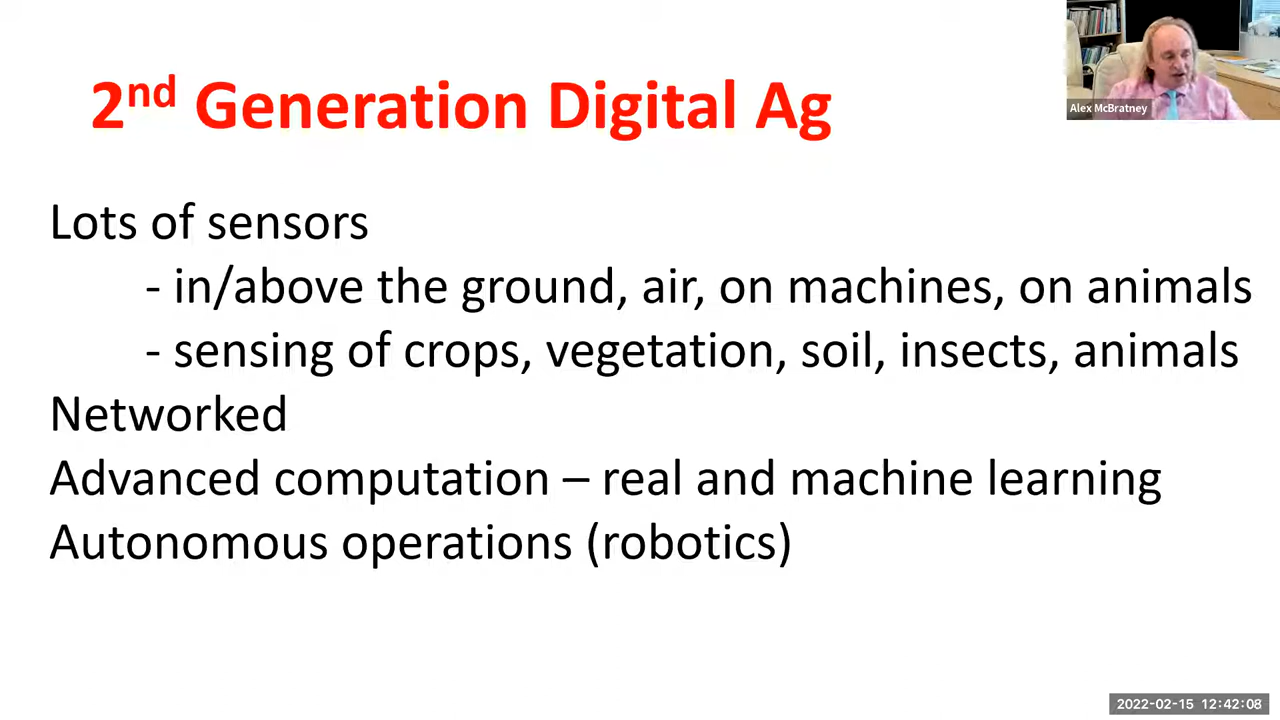 2nd Generation Digital Ag
Alex McBratney
Lots of sensors
- in/above the ground, air, on machines, on animals
- sensing of crops, vegetation, soil, insects, animals
Networked
Advanced computation – real and machine learning
Autonomous operations (robotics)
2022-02-15 12:42:08